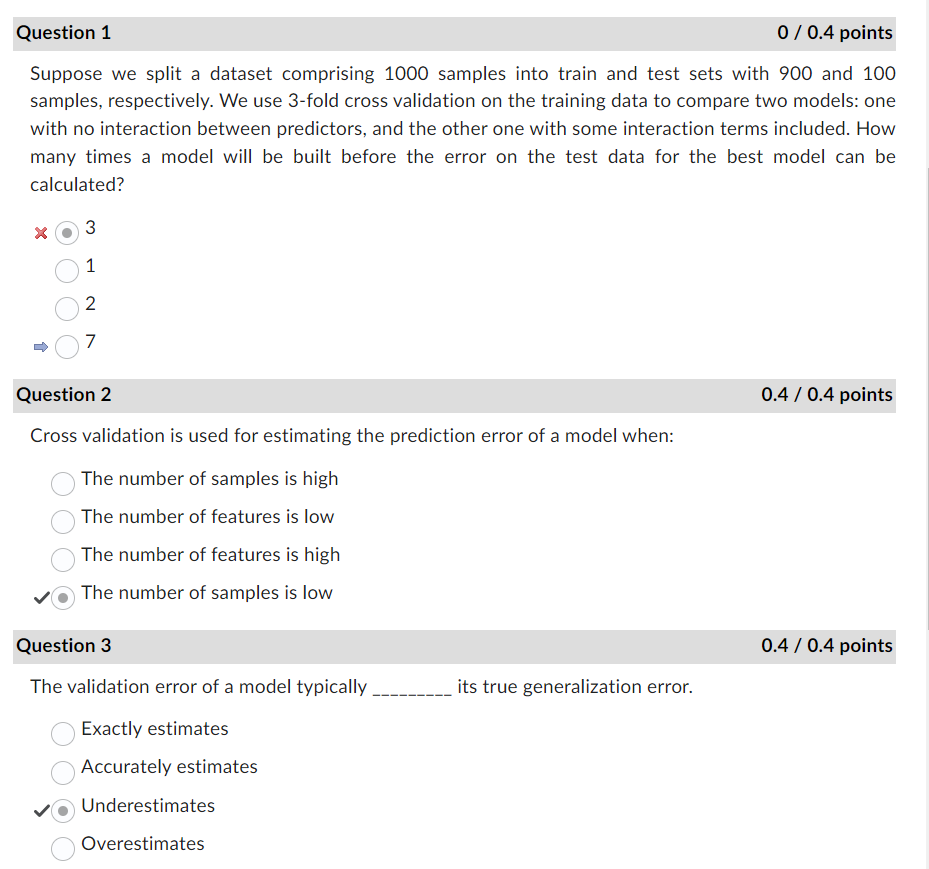 Question 1 0 / 0.4 points
Suppose we split a dataset comprising 1000 samples into train and test sets with 900 and 100
samples, respectively. We use 3-fold cross validation on the training data to compare two models: one
with no interaction between predictors, and the other one with some interaction terms included. How
many times a model will be built before the error on the test data for the best model can be
calculated?
3
1
2
7
Question 2 0.4 / 0.4 points
Cross validation is used for estimating the prediction error of a model when:
The number of samples is high
The number of features is low
The number of features is high
The number of samples is low
Question 3 0.4 / 0.4 points
The validation error of a model typically _________ its true generalization error.
Exactly estimates
Accurately estimates
Underestimates
Overestimates